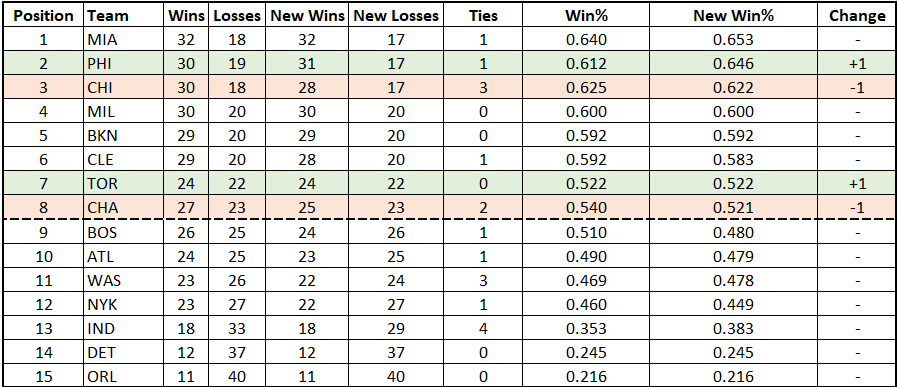 Position Team Wins Losses New Wins New Losses Ties Win% New Win% Change
1 MIA 32 18 32 17 1 0.640 0.653 -
2 PHI 30 19 31 17 1 0.612 0.646 +1
3 CHI 30 18 28 17 3 0.625 0.622 -1
4 MIL 30 20 30 20 0 0.600 0.600 -
5 BKN 29 20 29 20 0 0.592 0.592 -
6 CLE 29 20 28 20 1 0.592 0.583 -
7 TOR 24 22 24 22 0 0.522 0.522 +1
8 CHA 27 23 25 23 2 0.540 0.521 -1
9 BOS 26 25 24 26 1 0.510 0.480 -
10 ATL 24 25 23 25 1 0.490 0.479 -
11 WAS 23 26 22 24 3 0.469 0.478 -
12 NYK 23 27 22 27 1 0.460 0.449 -
13 IND 18 33 18 29 4 0.353 0.383 -
14 DET 12 37 12 37 0 0.245 0.245 -
15 ORL 11 40 11 40 0 0.216 0.216 -